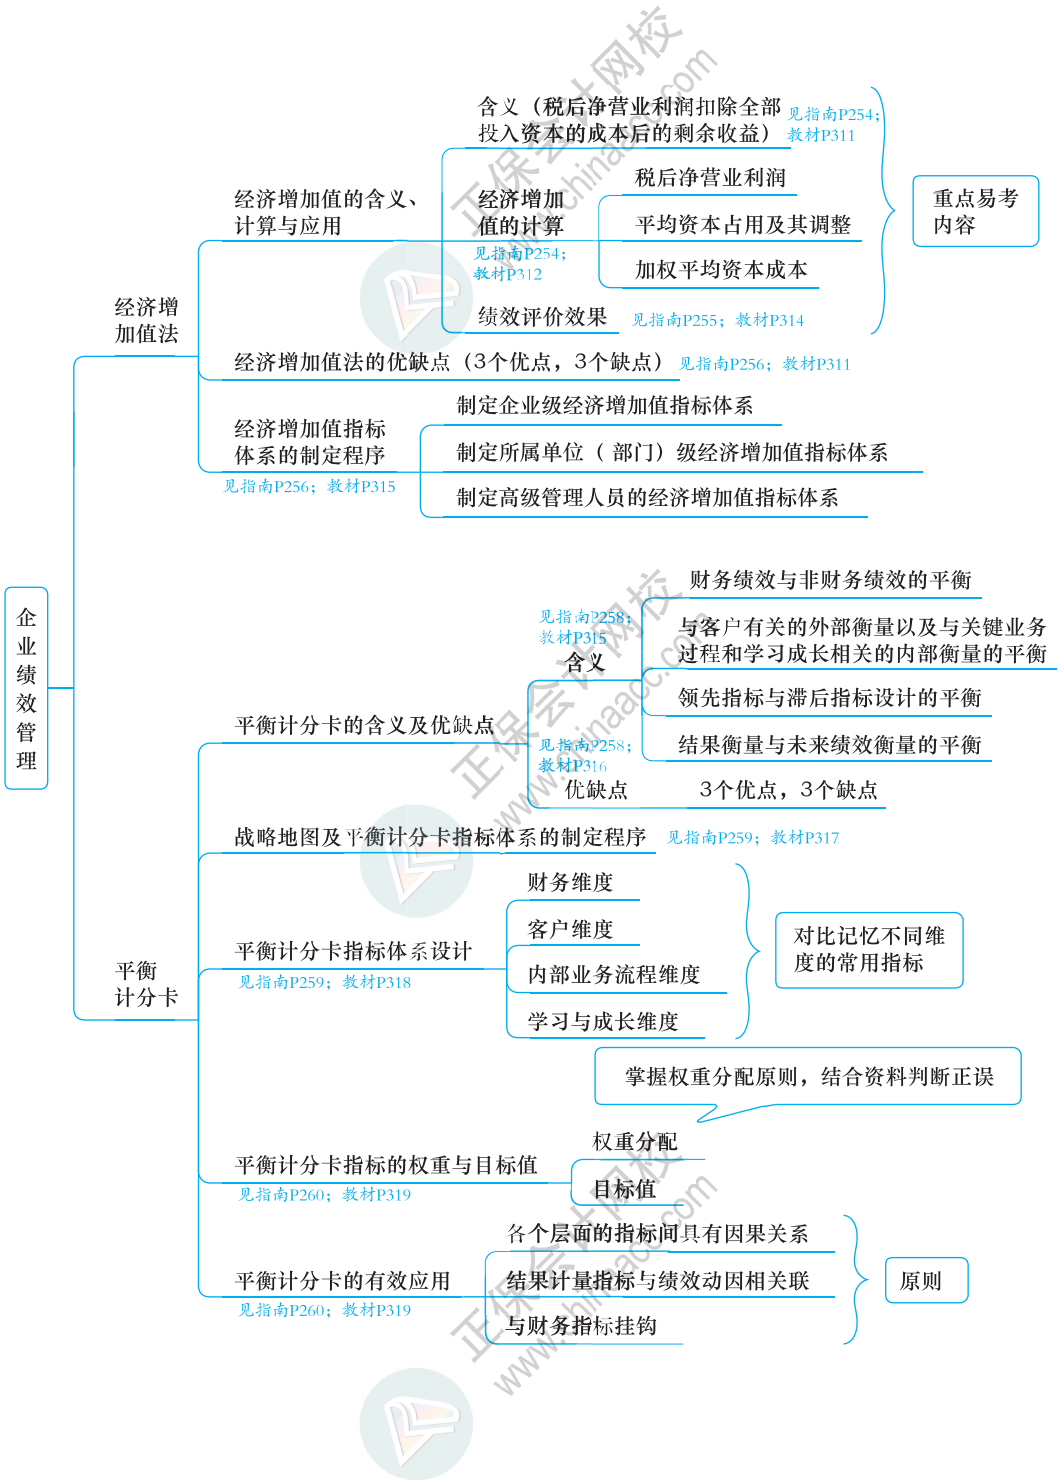 企业绩效管理
经济增
加值法
经济增加值的含义、
计算与应用
含义（税后净营业利润扣除全部
投入资本的成本后的剩余收益）
见指南P254；
教材P311
经济增加
值的计算
见指南P254；
教材P312
税后净营业利润
平均资本占用及其调整
加权平均资本成本
绩效评价效果
见指南P255；教材P314
重点易考
内容
经济增加值法的优缺点（3个优点，3个缺点）
见指南P256；教材P311
经济增加值指标
体系的制定程序
见指南P256；教材P315
制定企业级经济增加值指标体系
制定所属单位（ 部门）级经济增加值指标体系
制定高级管理人员的经济增加值指标体系
平衡
计分卡
平衡计分卡的含义及优缺点
见指南P258；
教材P315
含义
财务绩效与非财务绩效的平衡
与客户有关的外部衡量以及与关键业务
过程和学习成长相关的内部衡量的平衡
领先指标与滞后指标设计的平衡
结果衡量与未来绩效衡量的平衡
见指南P258；
教材P316
优缺点
3个优点，3个缺点
战略地图及平衡计分卡指标体系的制定程序
见指南P259；教材P317
平衡计分卡指标体系设计
见指南P259；教材P318
财务维度
客户维度
内部业务流程维度
学习与成长维度
对比记忆不同维
度的常用指标
掌握权重分配原则，结合资料判断正误
平衡计分卡指标的权重与目标值
见指南P260；教材P319
权重分配
目标值
平衡计分卡的有效应用
见指南P260；教材P319
各个层面的指标间具有因果关系
结果计量指标与绩效动因相关联
与财务指标挂钩
原则
正保会计网校
www.chinaacc.com
正保会计网校
www.chinaacc.com
正保会计网校
www.chinaacc.com